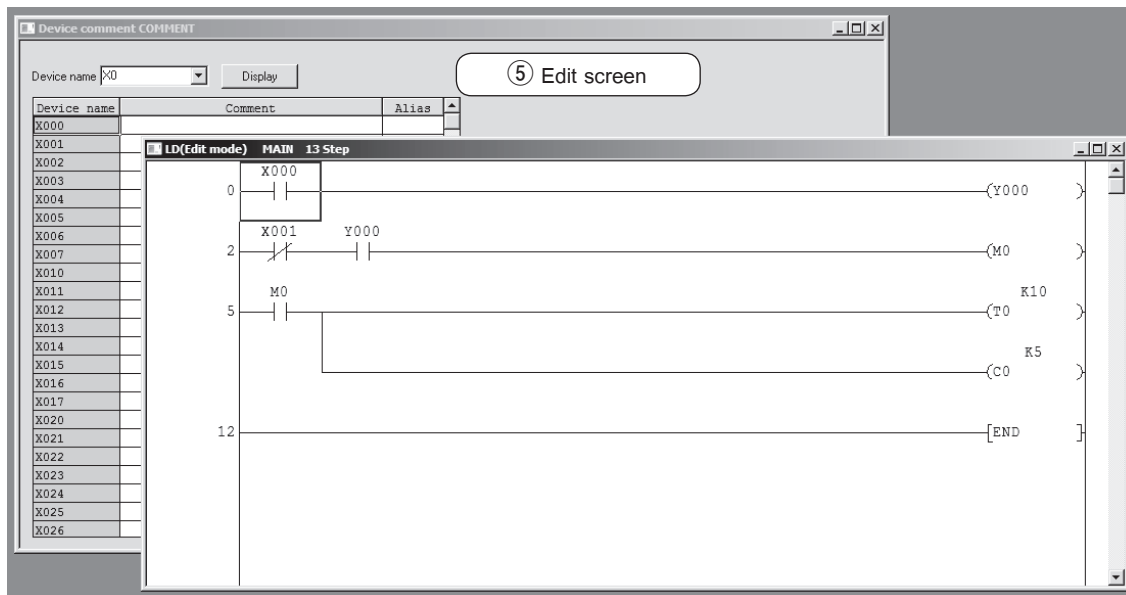 Device comment COMMENT
Device name X0 Display
⑤ Edit screen
Device name Comment Alias
X000
X001
X002
X003
X004
X005
X006
X007
X010
X011
X012
X013
X014
X015
X016
X017
X020
X021
X022
X023
X024
X025
X026
LD(Edit mode) MAIN 13 Step
X000
0 (Y000 )
X001 Y000
2 (M0 )
M0 K10
5 (T0 )
K5
(C0 )
12 [END ]